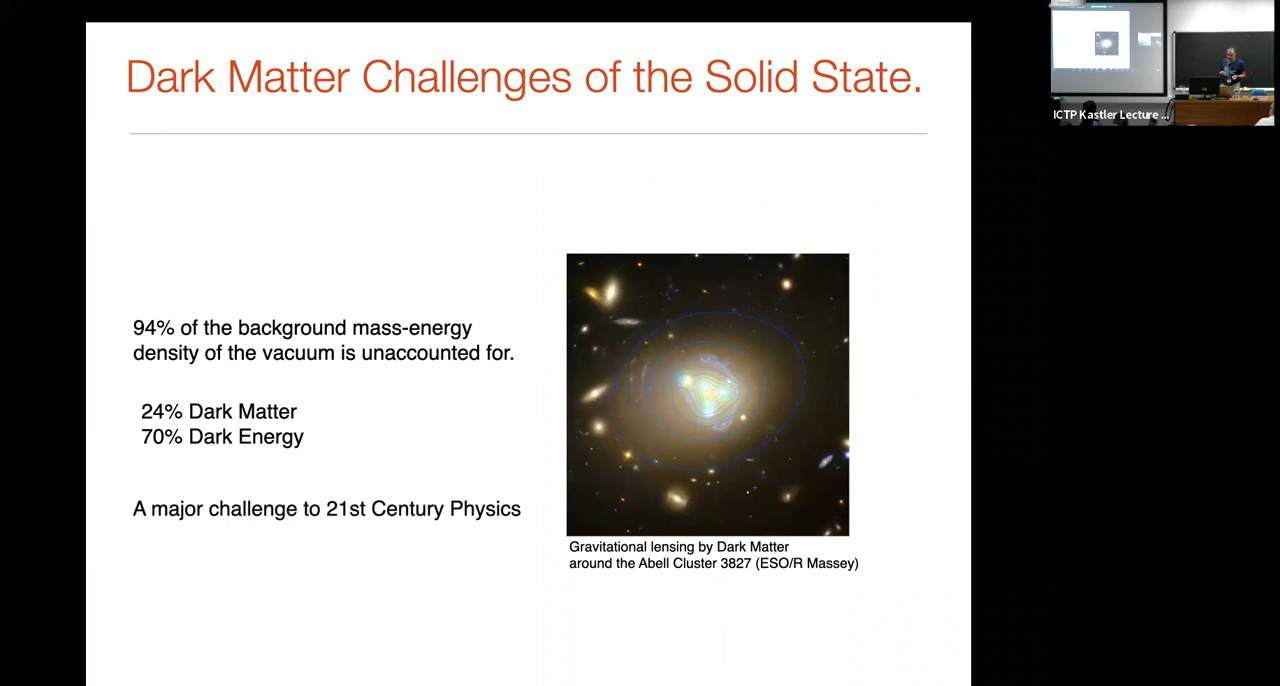 Dark Matter Challenges of the Solid State.
ICTP Kastler Lecture ...
94% of the background mass-energy
density of the vacuum is unaccounted for.
24% Dark Matter
70% Dark Energy
A major challenge to 21st Century Physics
Gravitational lensing by Dark Matter
around the Abell Cluster 3827 (ESO/R Massey)